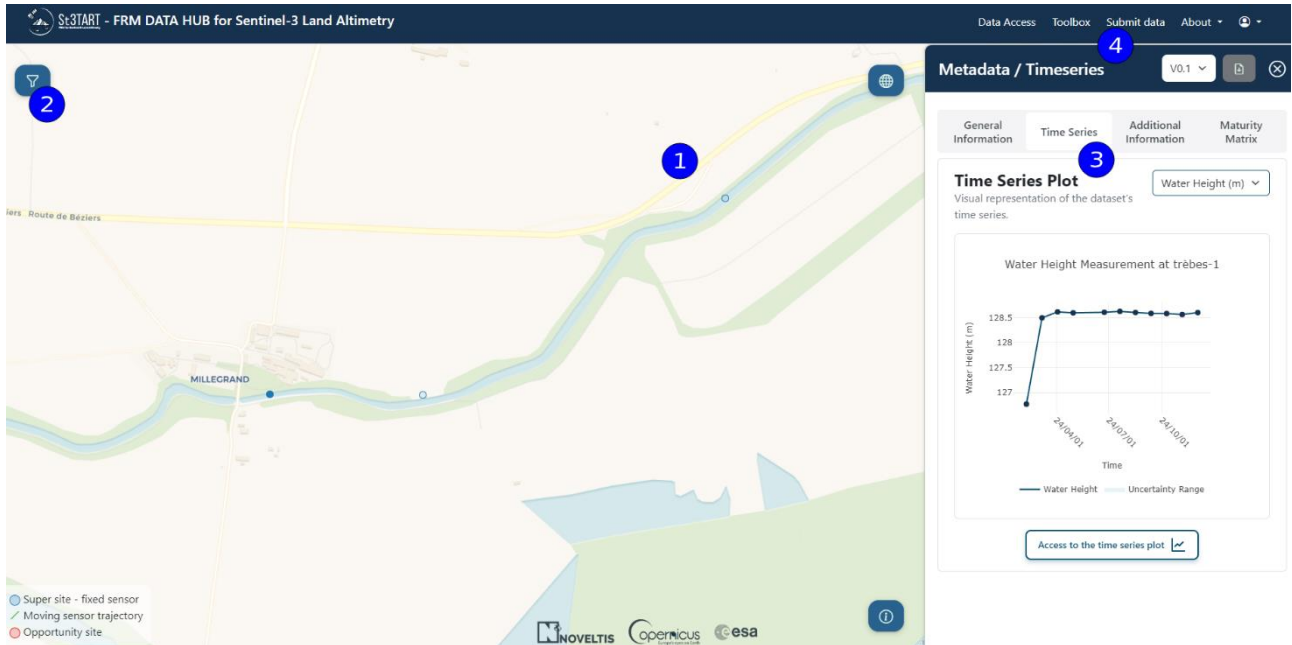 St3TART - FRM DATA HUB for Sentinel-3 Land Altimetry
Data Access Toolbox Submit data About
4
Metadata / Timeseries
V0.1
2
General Information
Time Series
Additional Information
Maturity Matrix
1
3
Time Series Plot
Water Height (m)
Visual representation of the dataset's
time series.
iers Route de Béziers
Water Height Measurement at trèbes-1
Water Height (m)
128.5
128
127.5
127
24/04/01
24/07/01
24/10/01
Time
Water Height
Uncertainty Range
MILLEGRAND
Access to the time series plot
Super site - fixed sensor
Moving sensor trajectory
Opportunity site
NOVELTIS
opernicus
esa